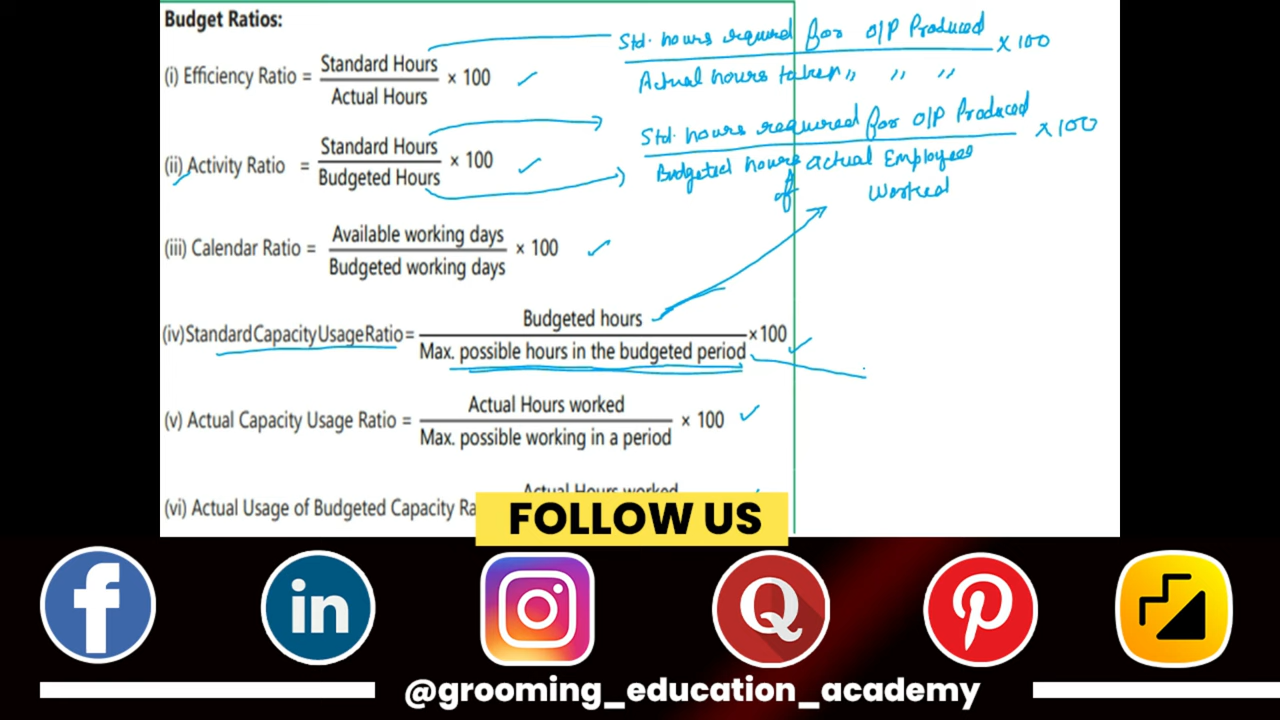 Budget Ratios:
(i) Efficiency Ratio = Standard Hours / Actual Hours × 100
Std. hours required for O/P Produced × 100
Actual hours taken ,, ,, ,,
(ii) Activity Ratio = Standard Hours / Budgeted Hours × 100
Std. hours required for O/P Produced × 100
Budgeted hours of actual Employees
Worked
(iii) Calendar Ratio = Available working days / Budgeted working days × 100
(iv) Standard Capacity Usage Ratio = Budgeted hours / Max. possible hours in the budgeted period × 100
(v) Actual Capacity Usage Ratio = Actual Hours worked / Max. possible working in a period × 100
Actual Hours worked
(vi) Actual Usage of Budgeted Capacity
FOLLOW US
f
in
Q
@grooming_education_academy